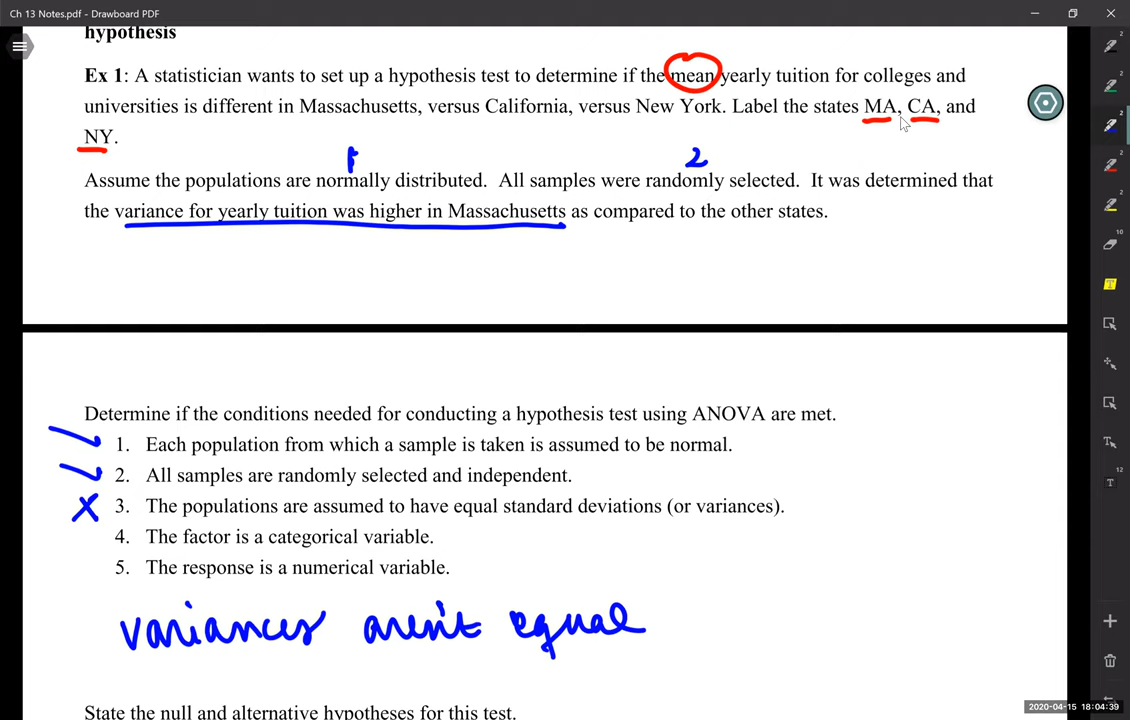 Ch 13 Notes.pdf - Drawboard PDF
hypothesis
Ex 1: A statistician wants to set up a hypothesis test to determine if the mean yearly tuition for colleges and
universities is different in Massachusetts, versus California, versus New York. Label the states MA, CA, and
NY.
1 2
Assume the populations are normally distributed. All samples were randomly selected. It was determined that
the variance for yearly tuition was higher in Massachusetts as compared to the other states.
Determine if the conditions needed for conducting a hypothesis test using ANOVA are met.
1. Each population from which a sample is taken is assumed to be normal.
2. All samples are randomly selected and independent.
X 3. The populations are assumed to have equal standard deviations (or variances).
4. The factor is a categorical variable.
5. The response is a numerical variable.
variances aren't equal
State the null and alternative hypotheses for this test.
2
2
2
2
2
10
T
T
12
T
2020-04-15 18:04:39